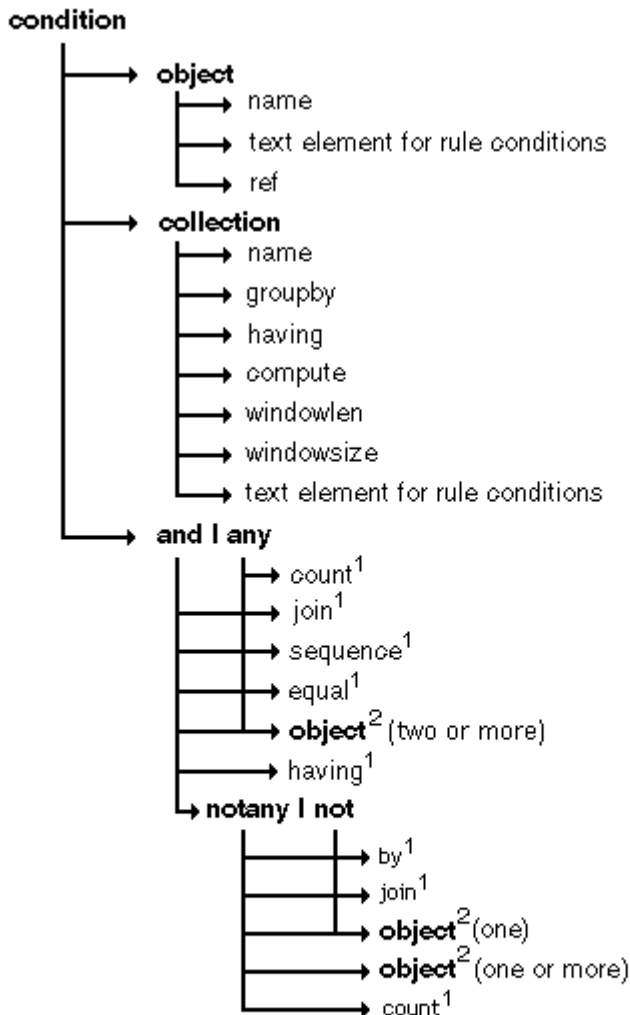 condition
object
name
text element for rule conditions
ref
collection
name
groupby
having
compute
windowlen
windowsize
text element for rule conditions
and I any
count1
join1
sequence1
equal1
object2 (two or more)
having1
notany I not
by1
join1
object2 (one)
object2 (one or more)
count1